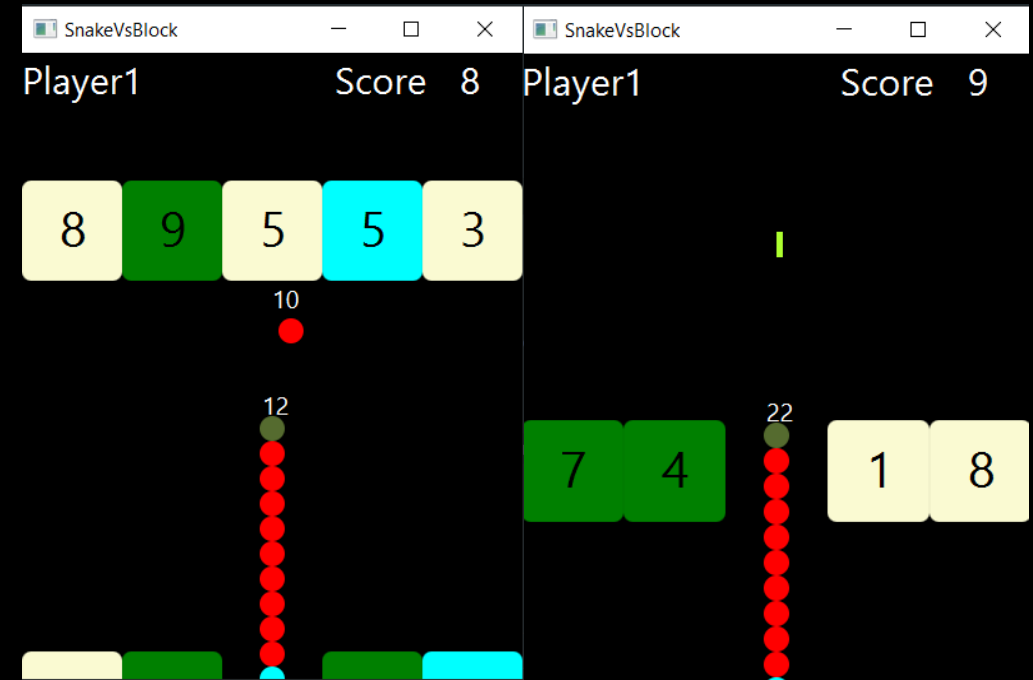 SnakeVsBlock
Player1 Score 8
8 9 5 5 3
10
12
SnakeVsBlock
Player1 Score 9
22
7 4 1 8